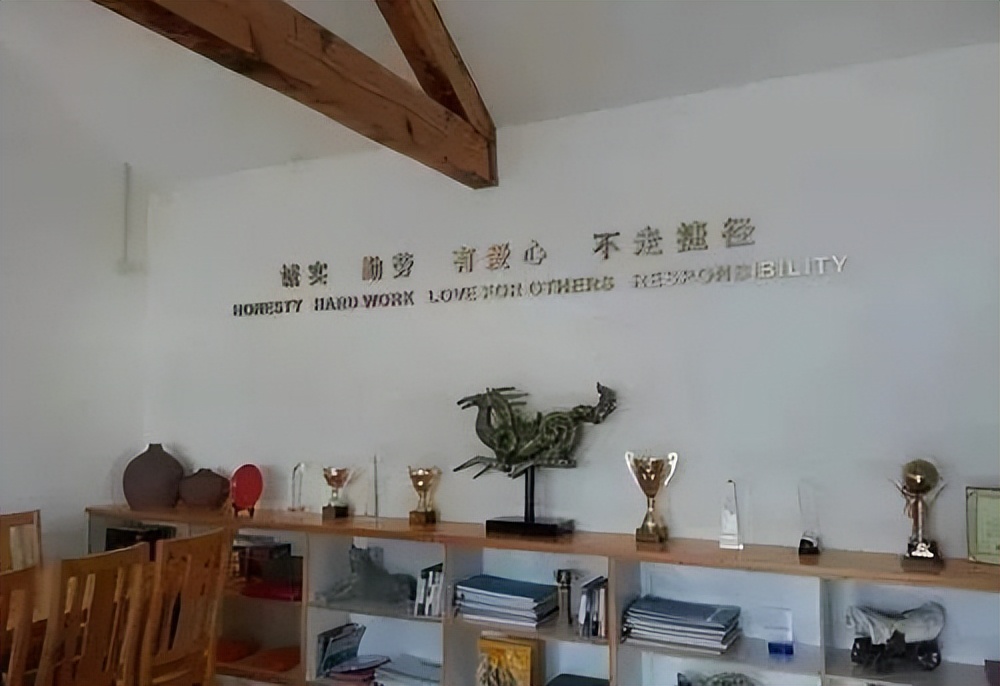 诚实 勤劳 有爱心 不走捷径
HONESTY HARD WORK LOVE FOR OTHERS RESPONSIBILITY